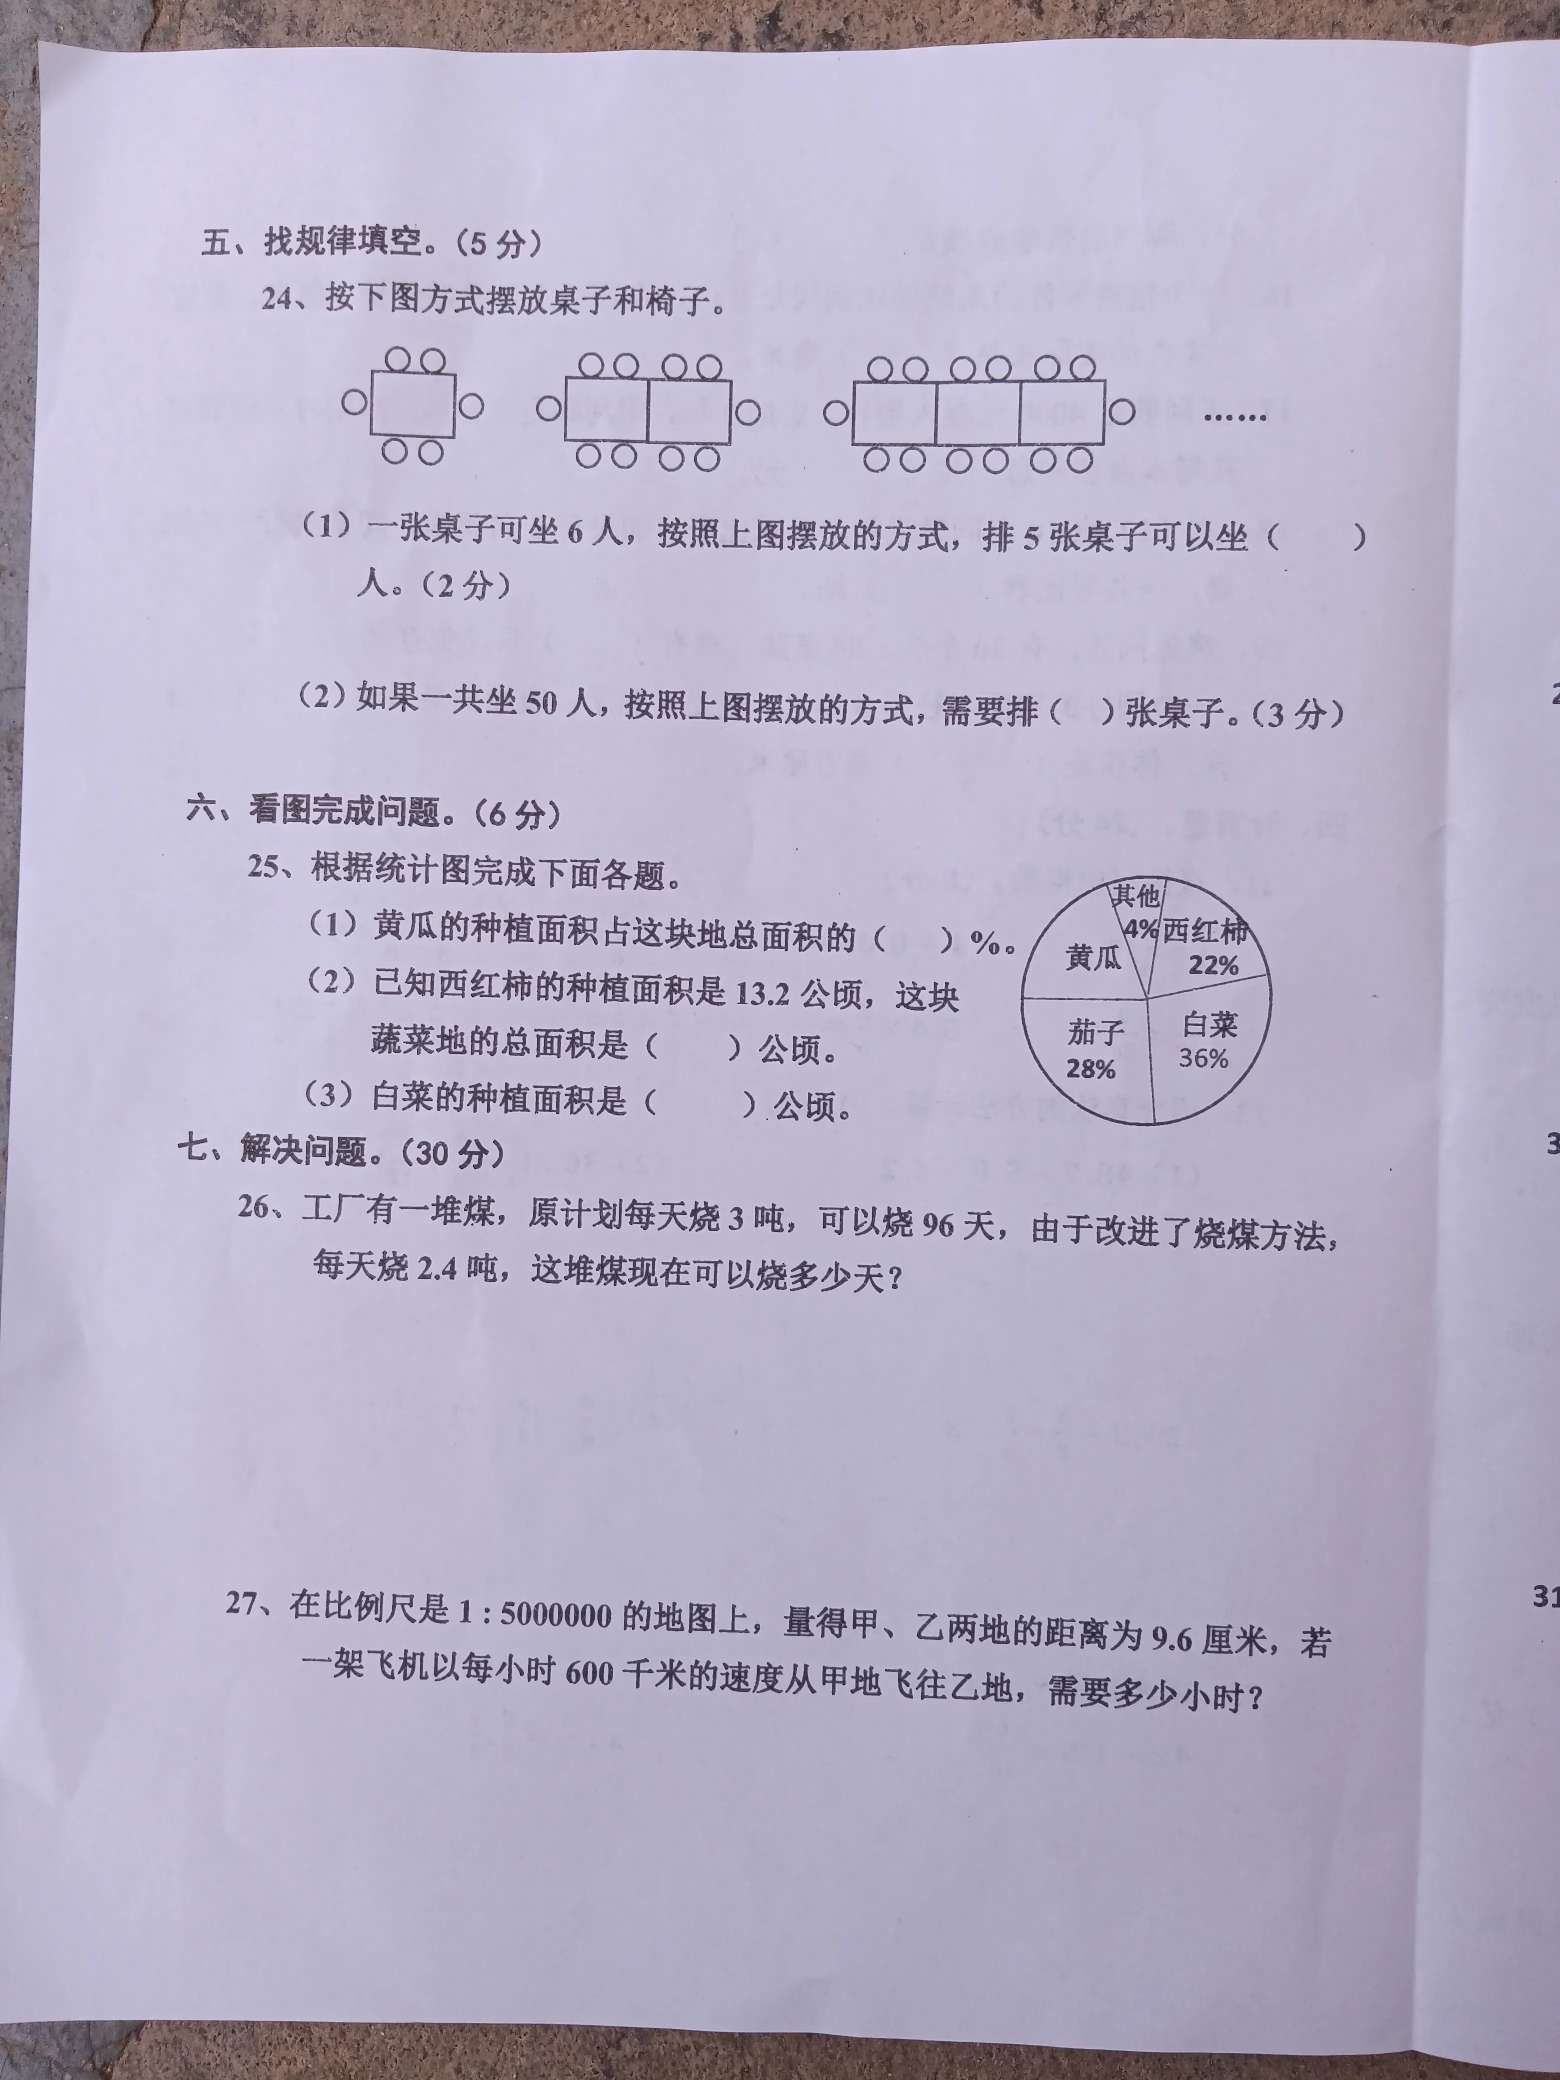 五、找规律填空。（5 分）
24、按下图方式摆放桌子和椅子。
……
（1）一张桌子可坐 6 人，按照上图摆放的方式，排 5 张桌子可以坐（  ）
人。（2 分）
（2）如果一共坐 50 人，按照上图摆放的方式，需要排（  ）张桌子。（3 分）
六、看图完成问题。（6 分）
25、根据统计图完成下面各题。
（1）黄瓜的种植面积占这块地总面积的（  ）%。
（2）已知西红柿的种植面积是 13.2 公顷，这块
蔬菜地的总面积是（  ）公顷。
（3）白菜的种植面积是（  ）公顷。
其他
4%
西红柿
22%
黄瓜
茄子
28%
白菜
36%
七、解决问题。（30 分）
26、工厂有一堆煤，原计划每天烧 3 吨，可以烧 96 天，由于改进了烧煤方法，
每天烧 2.4 吨，这堆煤现在可以烧多少天？
27、在比例尺是 1 : 5000000 的地图上，量得甲、乙两地的距离为 9.6 厘米，若
一架飞机以每小时 600 千米的速度从甲地飞往乙地，需要多少小时？
31